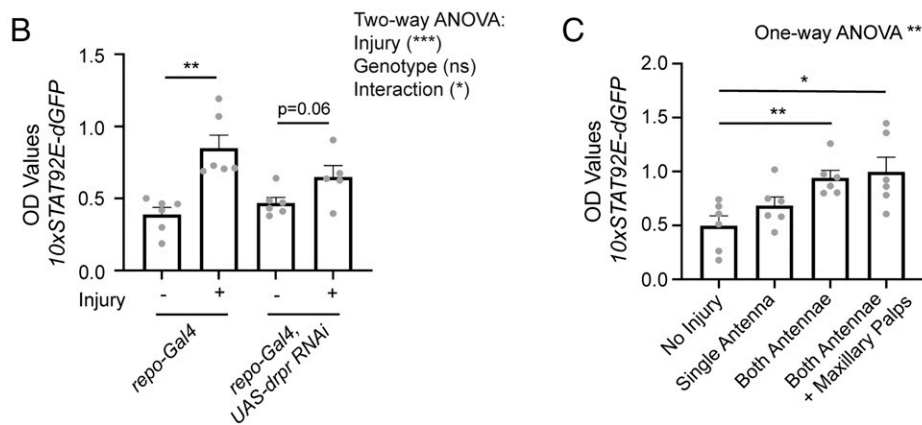 B
Two-way ANOVA:
Injury (***)
Genotype (ns)
Interaction (*)
OD Values
10xSTAT92E-dGFP
1.5
1.0
0.5
0.0
**
p=0.06
Injury - + - +
repo-Gal4
repo-Gal4,
UAS-drpr RNAi
C
One-way ANOVA **
OD Values
10xSTAT92E-dGFP
2.0
1.5
1.0
0.5
0.0
*
**
No Injury
Single Antenna
Both Antennae
Both Antennae
+ Maxillary Palps